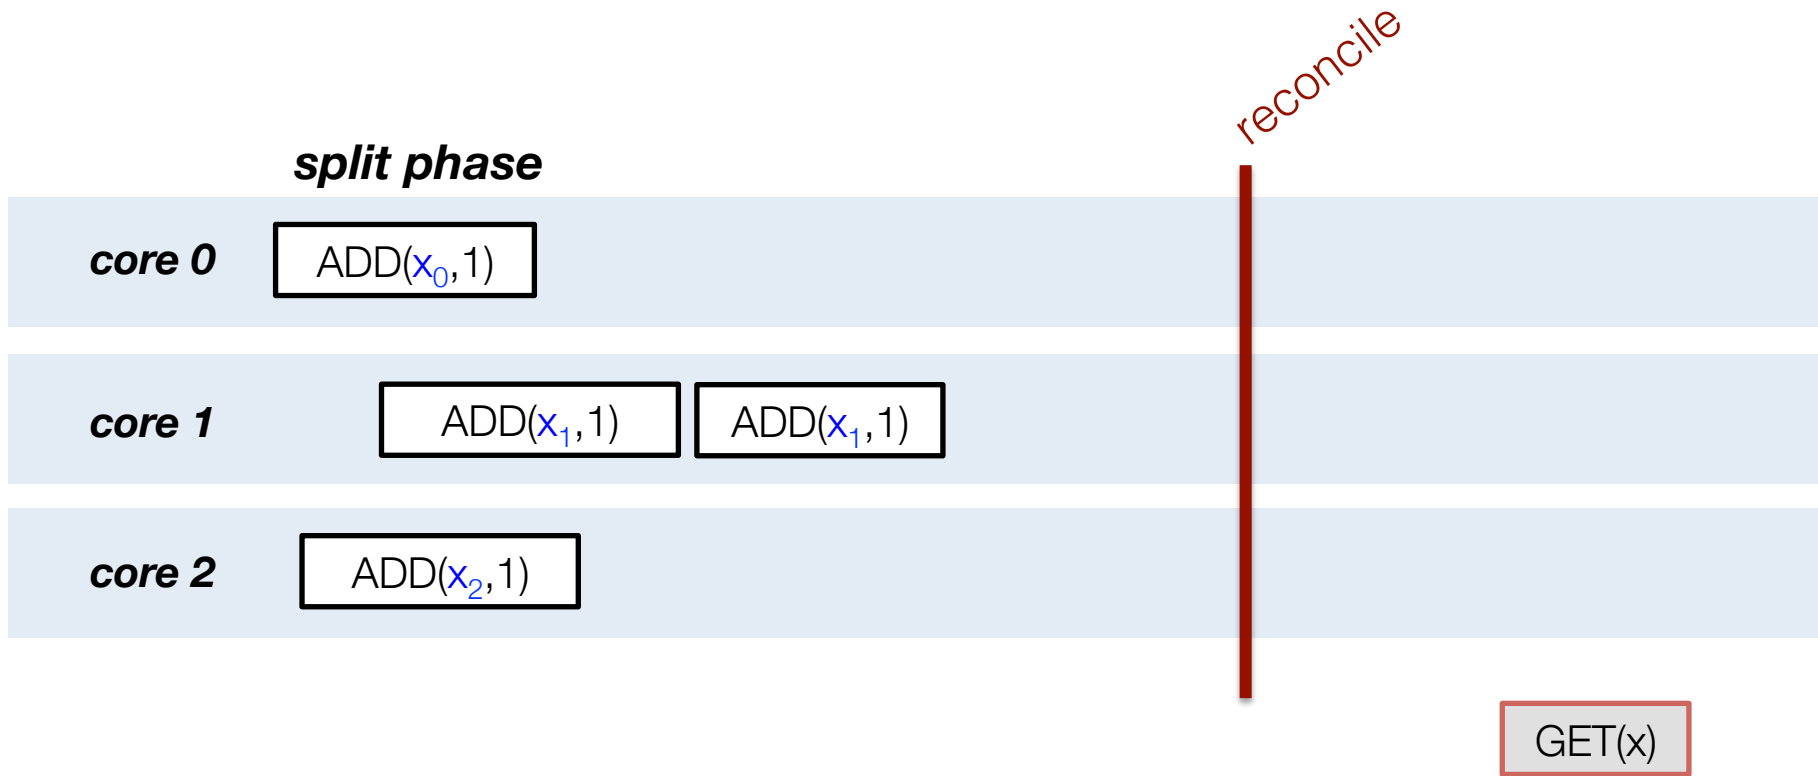 reconcile
split phase
core 0
ADD(x₀,1)
core 1
ADD(x₁,1)
ADD(x₁,1)
core 2
ADD(x₂,1)
GET(x)